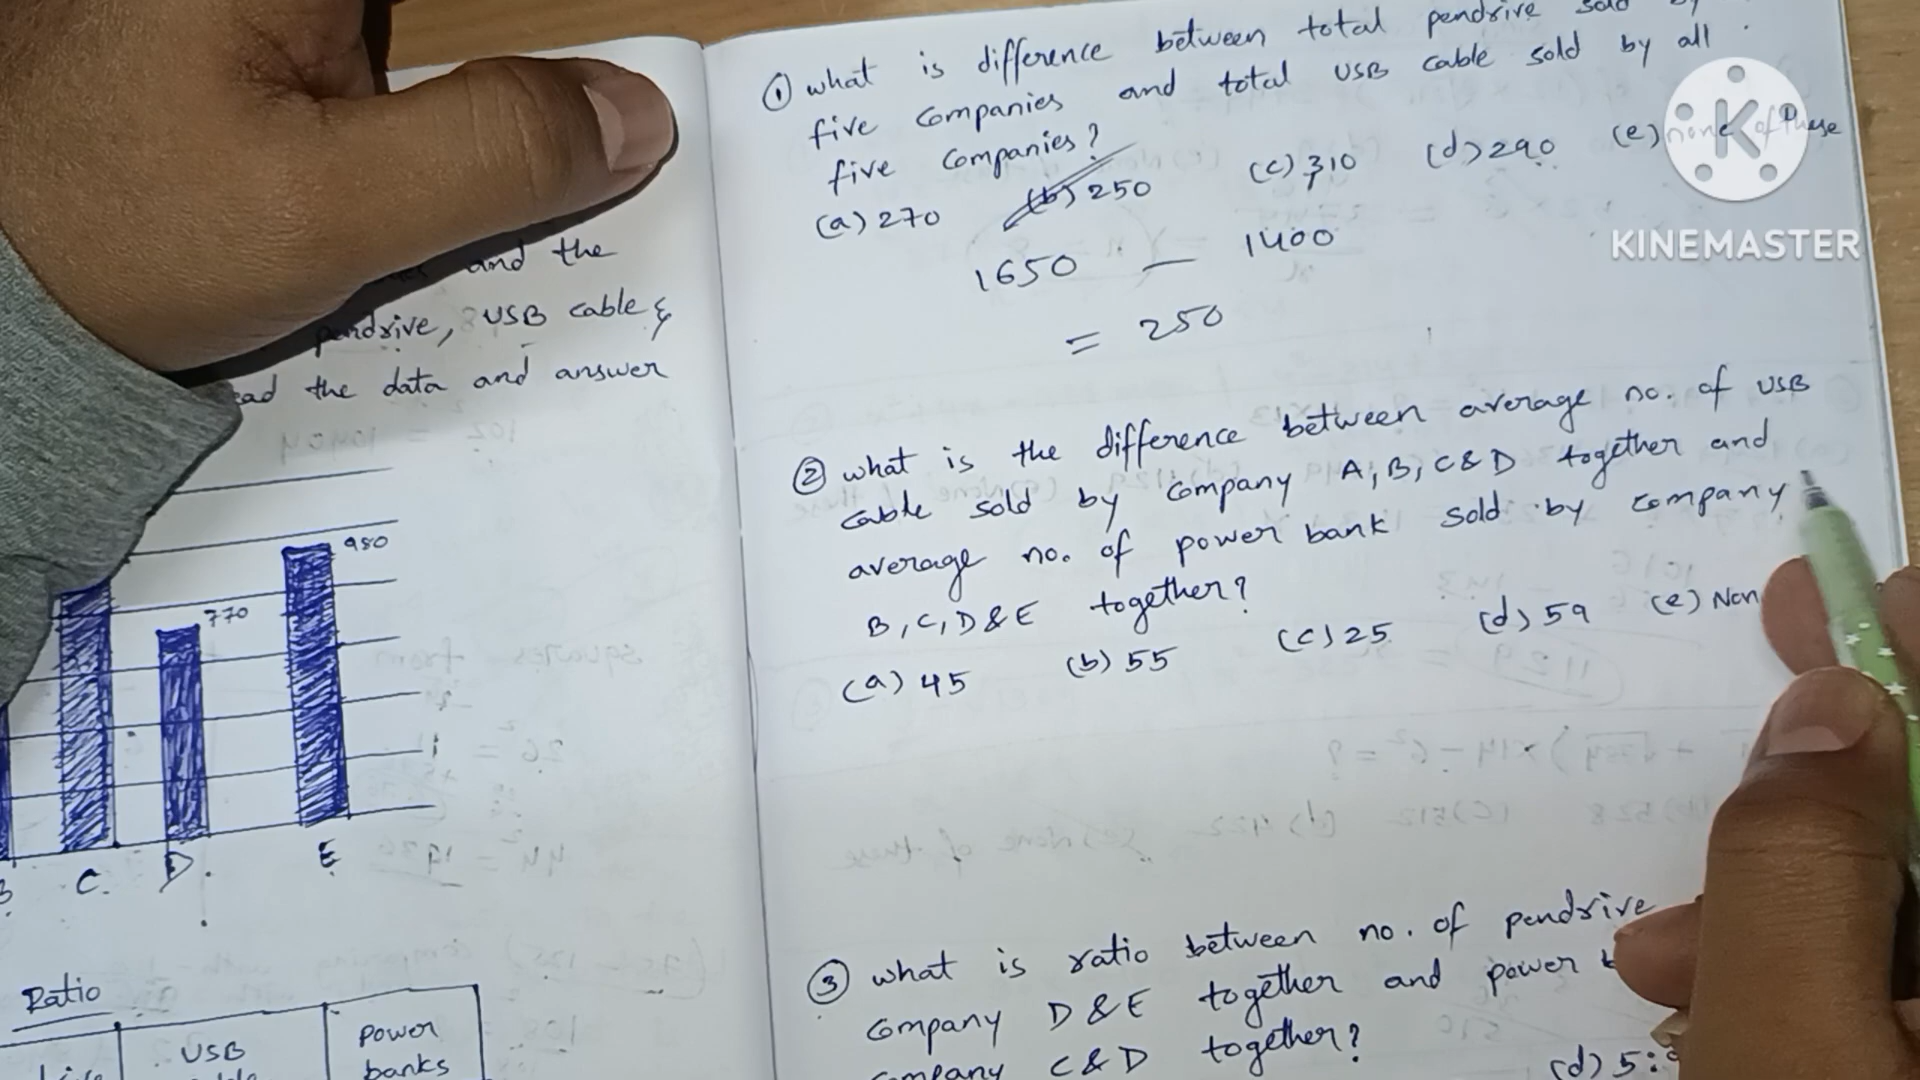 and the
pendrive, USB cable &
the data and answer
980
770
C. D. E
Ratio
USB
Power
banks
① what is difference between total pendrive sold
five companies and total USB cable sold by all
five companies?
(a) 270 (b) 250 (c) 310 (d) 290 (e) none of these
1650 — 1400
= 250
② what is the difference between average no. of USB
cable sold by company A, B, C & D together and
average no. of power bank sold by company
B, C, D & E together?
(a) 45 (b) 55 (c) 25 (d) 59 (e) Non
③ what is ratio between no. of pendrive
company D & E together and power
company C & D together?
(d) 5:
KINEMASTER